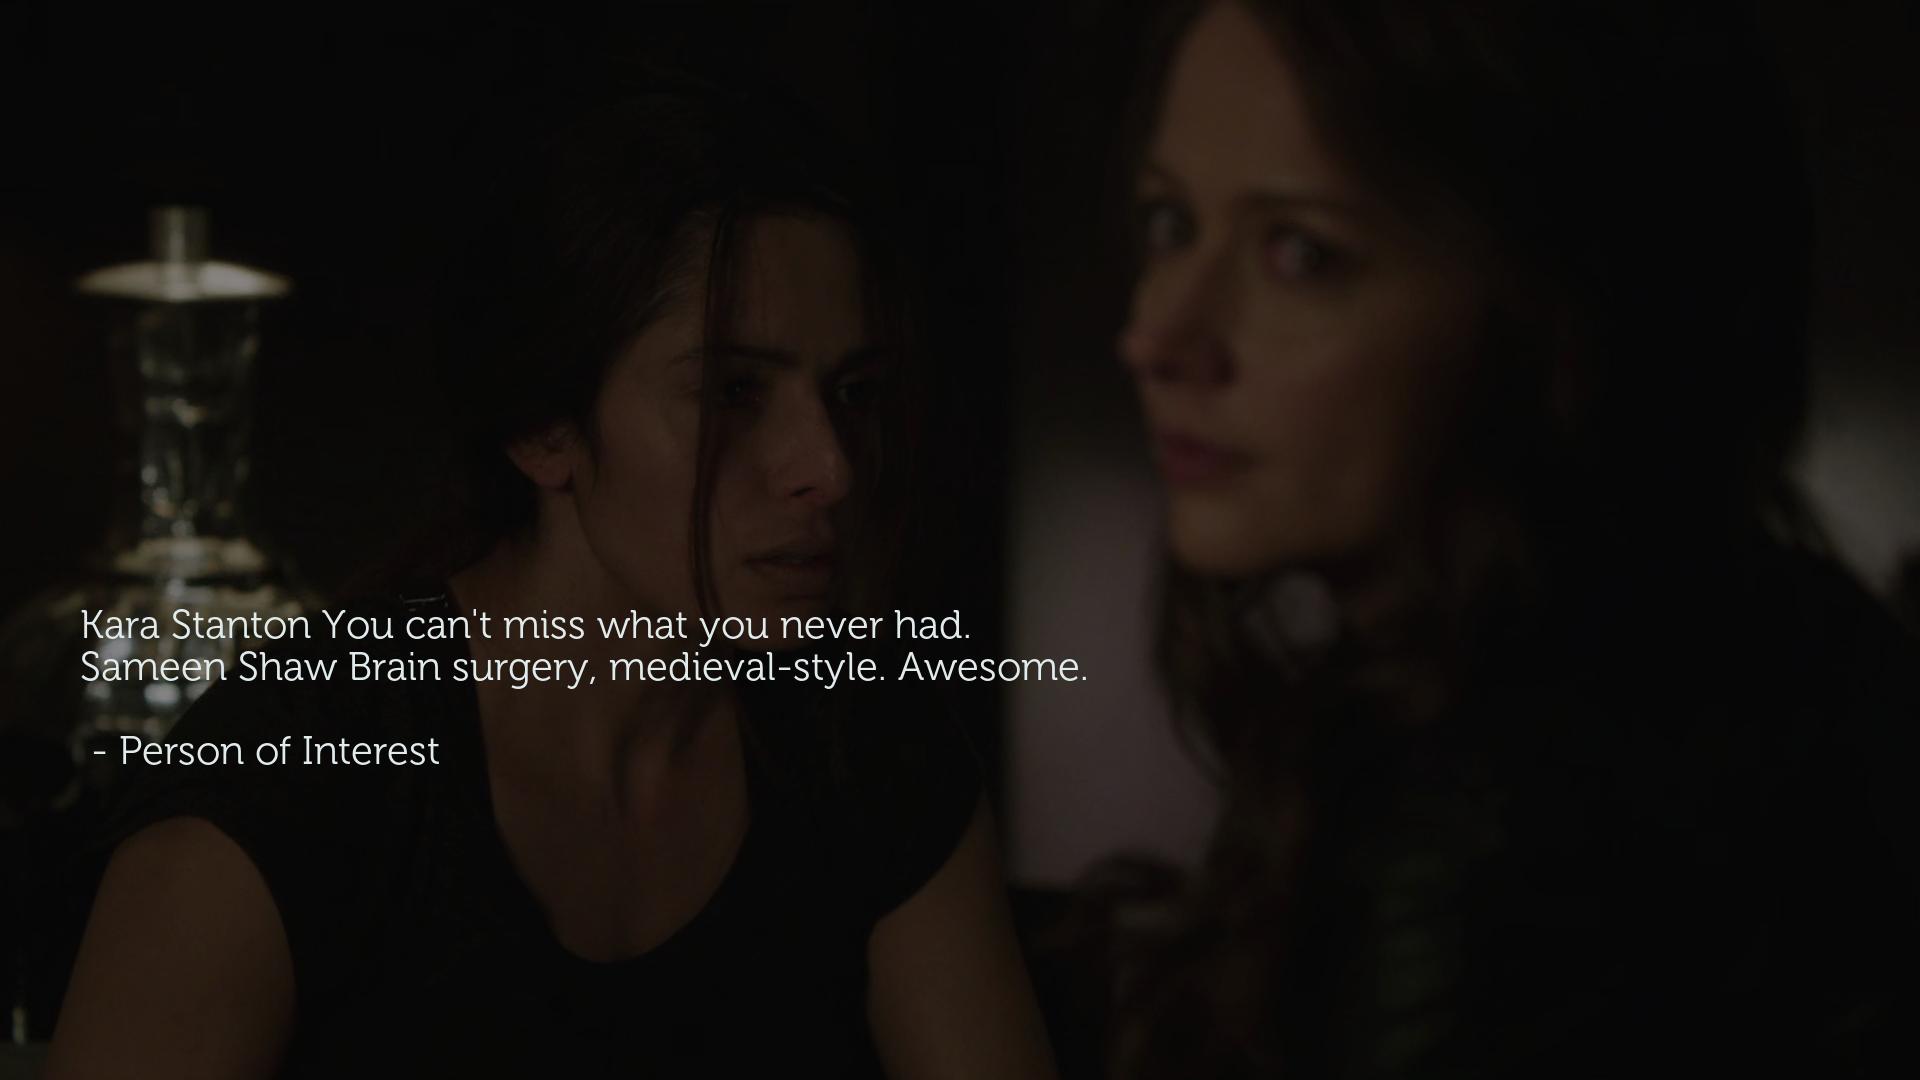 Kara Stanton You can't miss what you never had.
Sameen Shaw Brain surgery, medieval-style. Awesome.
- Person of Interest